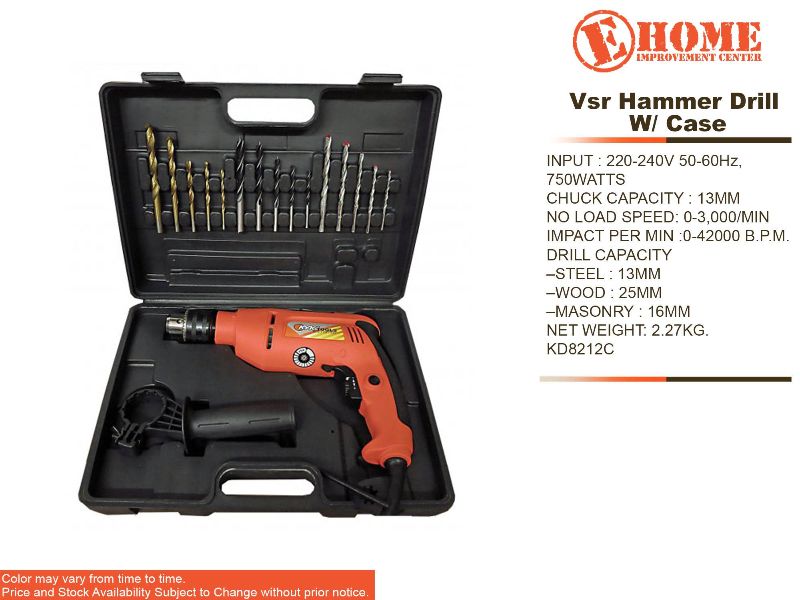 E HOME
IMPROVEMENT CENTER
Vsr Hammer Drill
W/ Case
INPUT : 220-240V 50-60Hz,
750WATTS
CHUCK CAPACITY : 13MM
NO LOAD SPEED: 0-3,000/MIN
IMPACT PER MIN :0-42000 B.P.M.
DRILL CAPACITY
–STEEL : 13MM
–WOOD : 25MM
–MASONRY : 16MM
NET WEIGHT: 2.27KG.
KD8212C
KYK TOOLS
Color may vary from time to time.
Price and Stock Availability Subject to Change without prior notice.